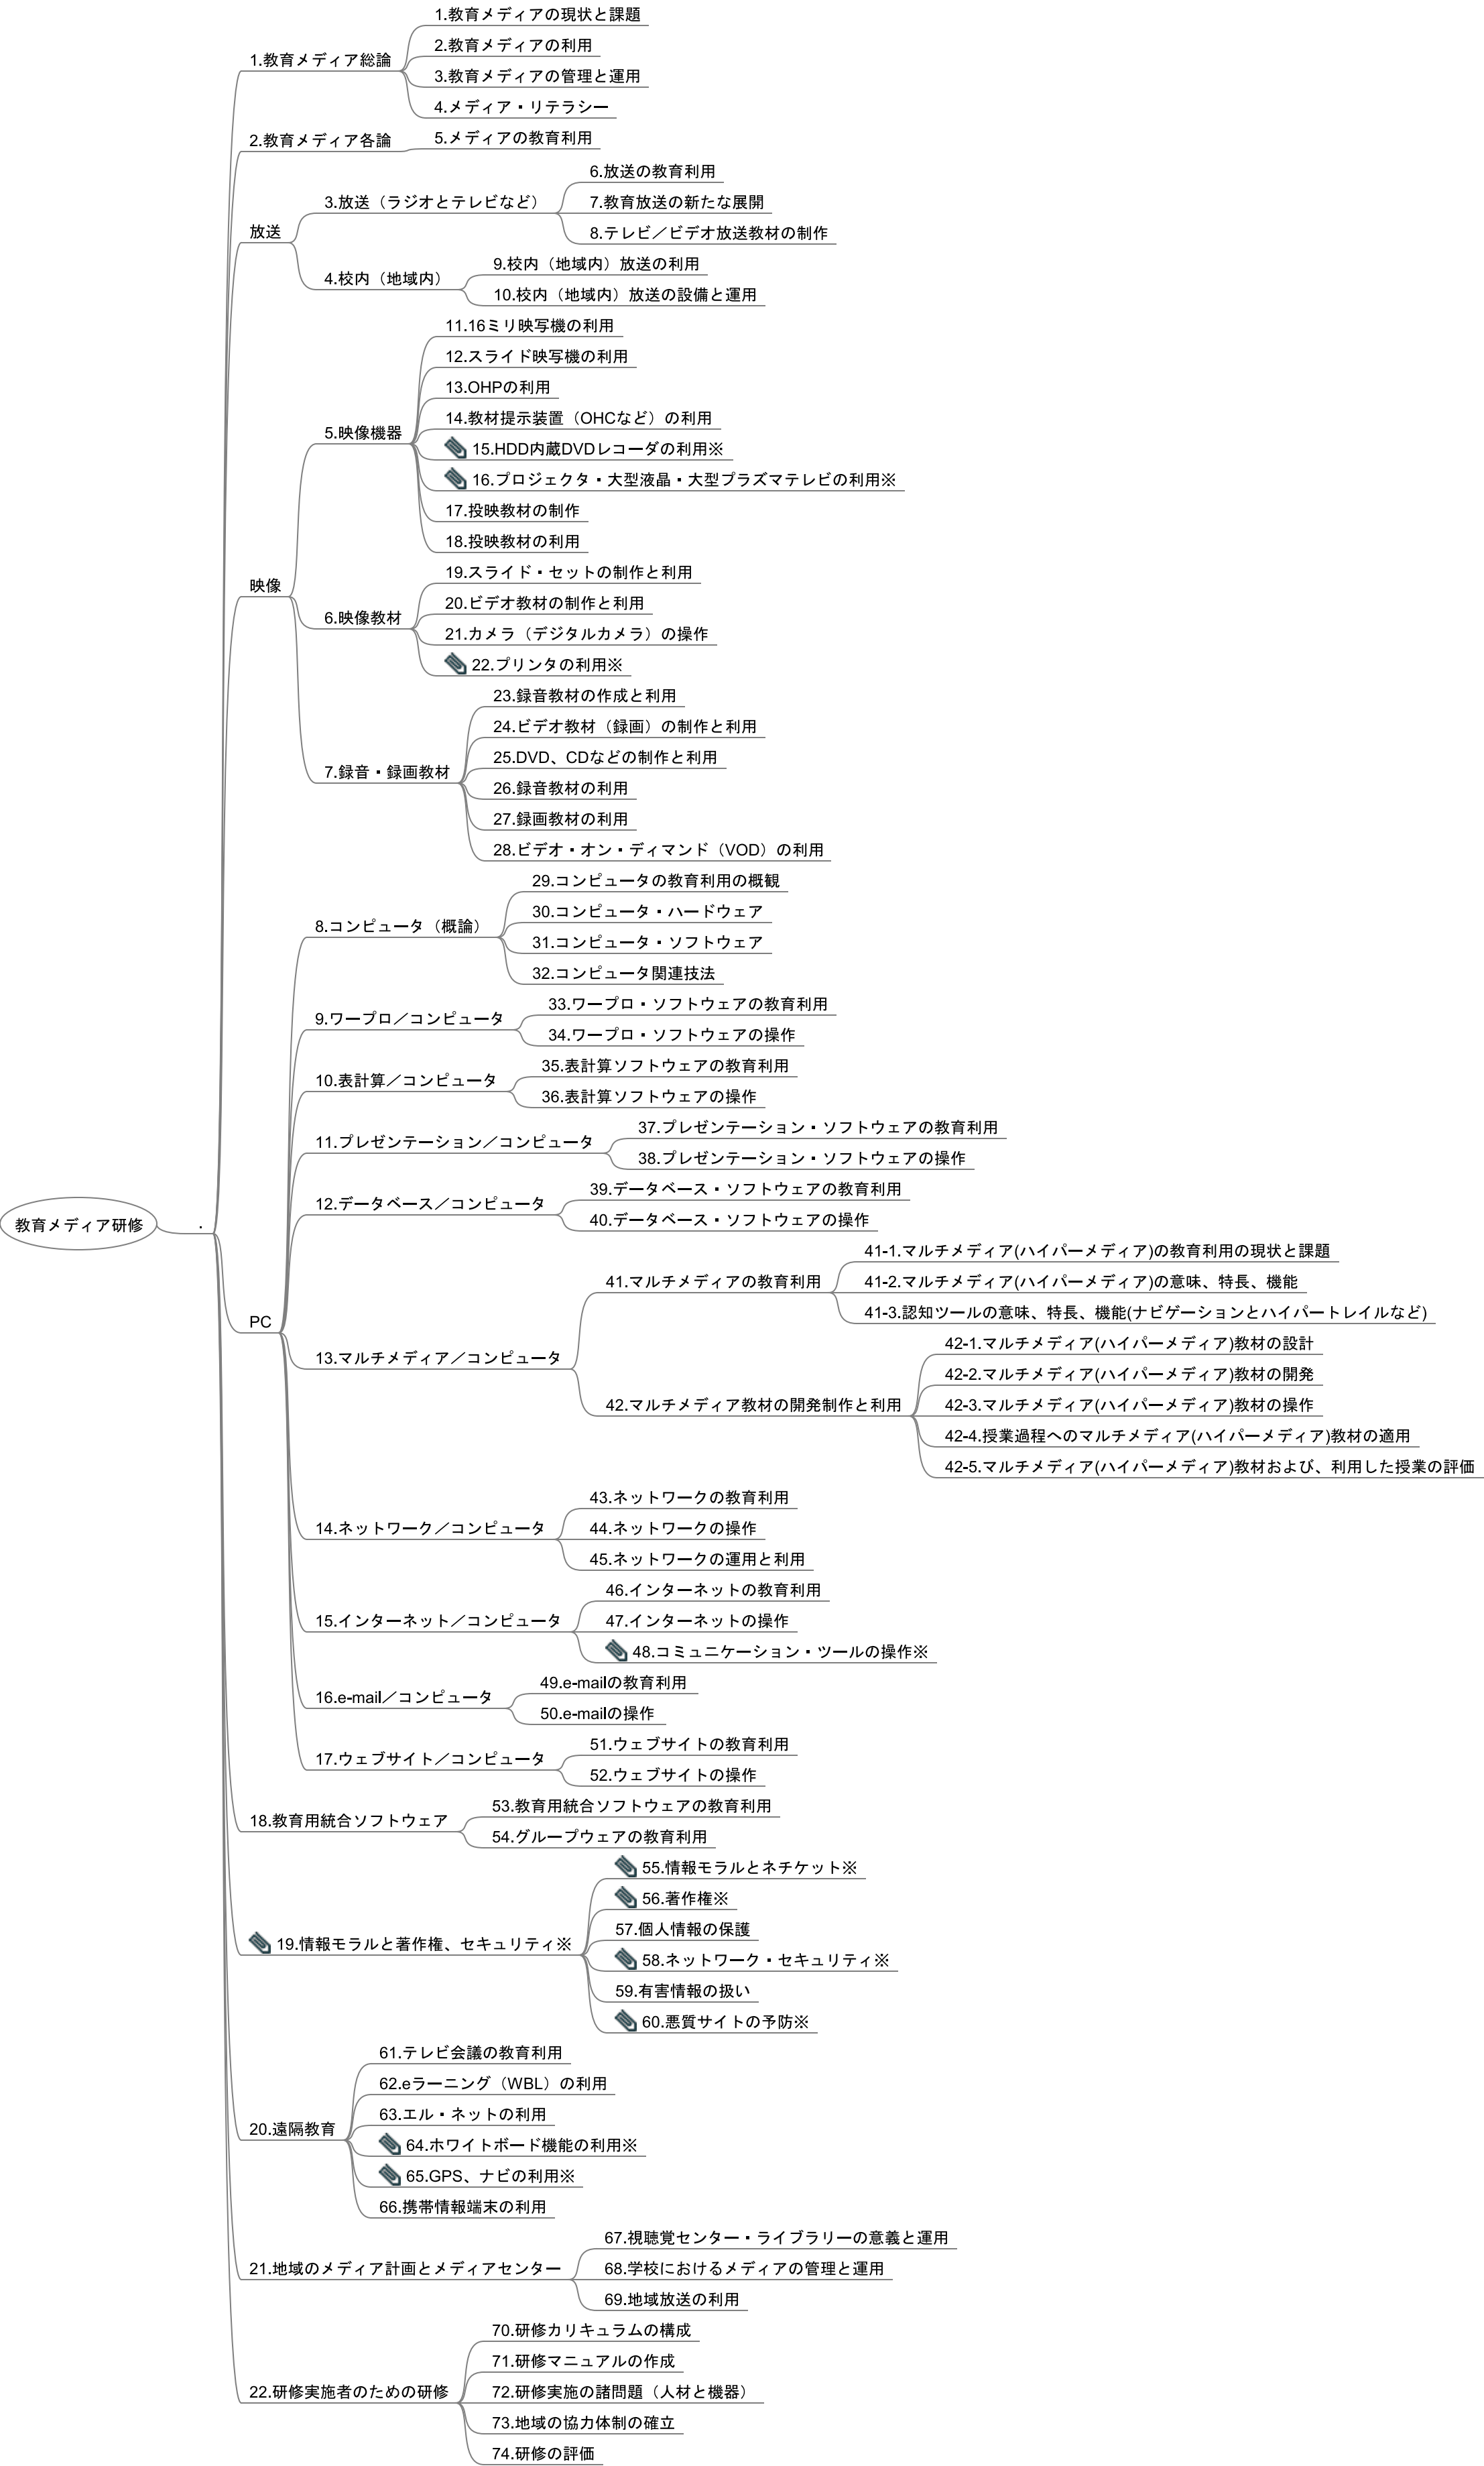 教育メディア研修
.
1.教育メディア総論
1.教育メディアの現状と課題
2.教育メディアの利用
3.教育メディアの管理と運用
4.メディア・リテラシー
2.教育メディア各論
5.メディアの教育利用
放送
3.放送（ラジオとテレビなど）
6.放送の教育利用
7.教育放送の新たな展開
8.テレビ／ビデオ放送教材の制作
4.校内（地域内）
9.校内（地域内）放送の利用
10.校内（地域内）放送の設備と運用
映像
5.映像機器
11.16ミリ映写機の利用
12.スライド映写機の利用
13.OHPの利用
14.教材提示装置（OHCなど）の利用
15.HDD内蔵DVDレコーダの利用※
16.プロジェクタ・大型液晶・大型プラズマテレビの利用※
17.投映教材の制作
18.投映教材の利用
6.映像教材
19.スライド・セットの制作と利用
20.ビデオ教材の制作と利用
21.カメラ（デジタルカメラ）の操作
22.プリンタの利用※
7.録音・録画教材
23.録音教材の作成と利用
24.ビデオ教材（録画）の制作と利用
25.DVD、CDなどの制作と利用
26.録音教材の利用
27.録画教材の利用
28.ビデオ・オン・ディマンド（VOD）の利用
PC
8.コンピュータ（概論）
29.コンピュータの教育利用の概観
30.コンピュータ・ハードウェア
31.コンピュータ・ソフトウェア
32.コンピュータ関連技法
9.ワープロ／コンピュータ
33.ワープロ・ソフトウェアの教育利用
34.ワープロ・ソフトウェアの操作
10.表計算／コンピュータ
35.表計算ソフトウェアの教育利用
36.表計算ソフトウェアの操作
11.プレゼンテーション／コンピュータ
37.プレゼンテーション・ソフトウェアの教育利用
38.プレゼンテーション・ソフトウェアの操作
12.データベース／コンピュータ
39.データベース・ソフトウェアの教育利用
40.データベース・ソフトウェアの操作
13.マルチメディア／コンピュータ
41.マルチメディアの教育利用
41-1.マルチメディア(ハイパーメディア)の教育利用の現状と課題
41-2.マルチメディア(ハイパーメディア)の意味、特長、機能
41-3.認知ツールの意味、特長、機能(ナビゲーションとハイパートレイルなど)
42.マルチメディア教材の開発制作と利用
42-1.マルチメディア(ハイパーメディア)教材の設計
42-2.マルチメディア(ハイパーメディア)教材の開発
42-3.マルチメディア(ハイパーメディア)教材の操作
42-4.授業過程へのマルチメディア(ハイパーメディア)教材の適用
42-5.マルチメディア(ハイパーメディア)教材および、利用した授業の評価
14.ネットワーク／コンピュータ
43.ネットワークの教育利用
44.ネットワークの操作
45.ネットワークの運用と利用
15.インターネット／コンピュータ
46.インターネットの教育利用
47.インターネットの操作
48.コミュニケーション・ツールの操作※
16.e-mail／コンピュータ
49.e-mailの教育利用
50.e-mailの操作
17.ウェブサイト／コンピュータ
51.ウェブサイトの教育利用
52.ウェブサイトの操作
18.教育用統合ソフトウェア
53.教育用統合ソフトウェアの教育利用
54.グループウェアの教育利用
19.情報モラルと著作権、セキュリティ※
55.情報モラルとネチケット※
56.著作権※
57.個人情報の保護
58.ネットワーク・セキュリティ※
59.有害情報の扱い
60.悪質サイトの予防※
20.遠隔教育
61.テレビ会議の教育利用
62.eラーニング（WBL）の利用
63.エル・ネットの利用
64.ホワイトボード機能の利用※
65.GPS、ナビの利用※
66.携帯情報端末の利用
21.地域のメディア計画とメディアセンター
67.視聴覚センター・ライブラリーの意義と運用
68.学校におけるメディアの管理と運用
69.地域放送の利用
22.研修実施者のための研修
70.研修カリキュラムの構成
71.研修マニュアルの作成
72.研修実施の諸問題（人材と機器）
73.地域の協力体制の確立
74.研修の評価